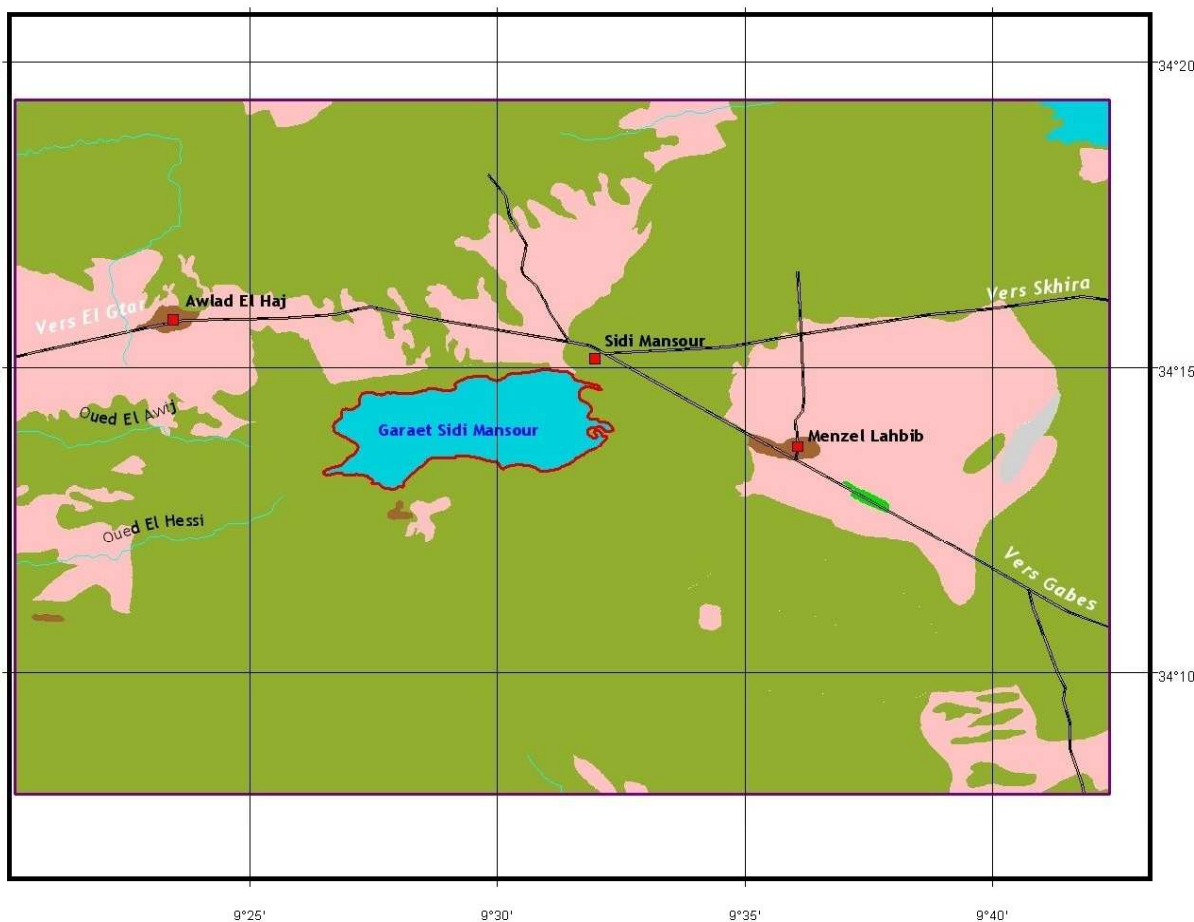 34°20
Vers Skhira
Awlad El Haj
Vers El Gtar
Sidi Mansour
34°15
Oued El Awtj
Garaet Sidi Mansour
Menzel Lahbib
Oued El Hessi
Vers Gabes
34°10
9°25'
9°30'
9°35'
9°40'